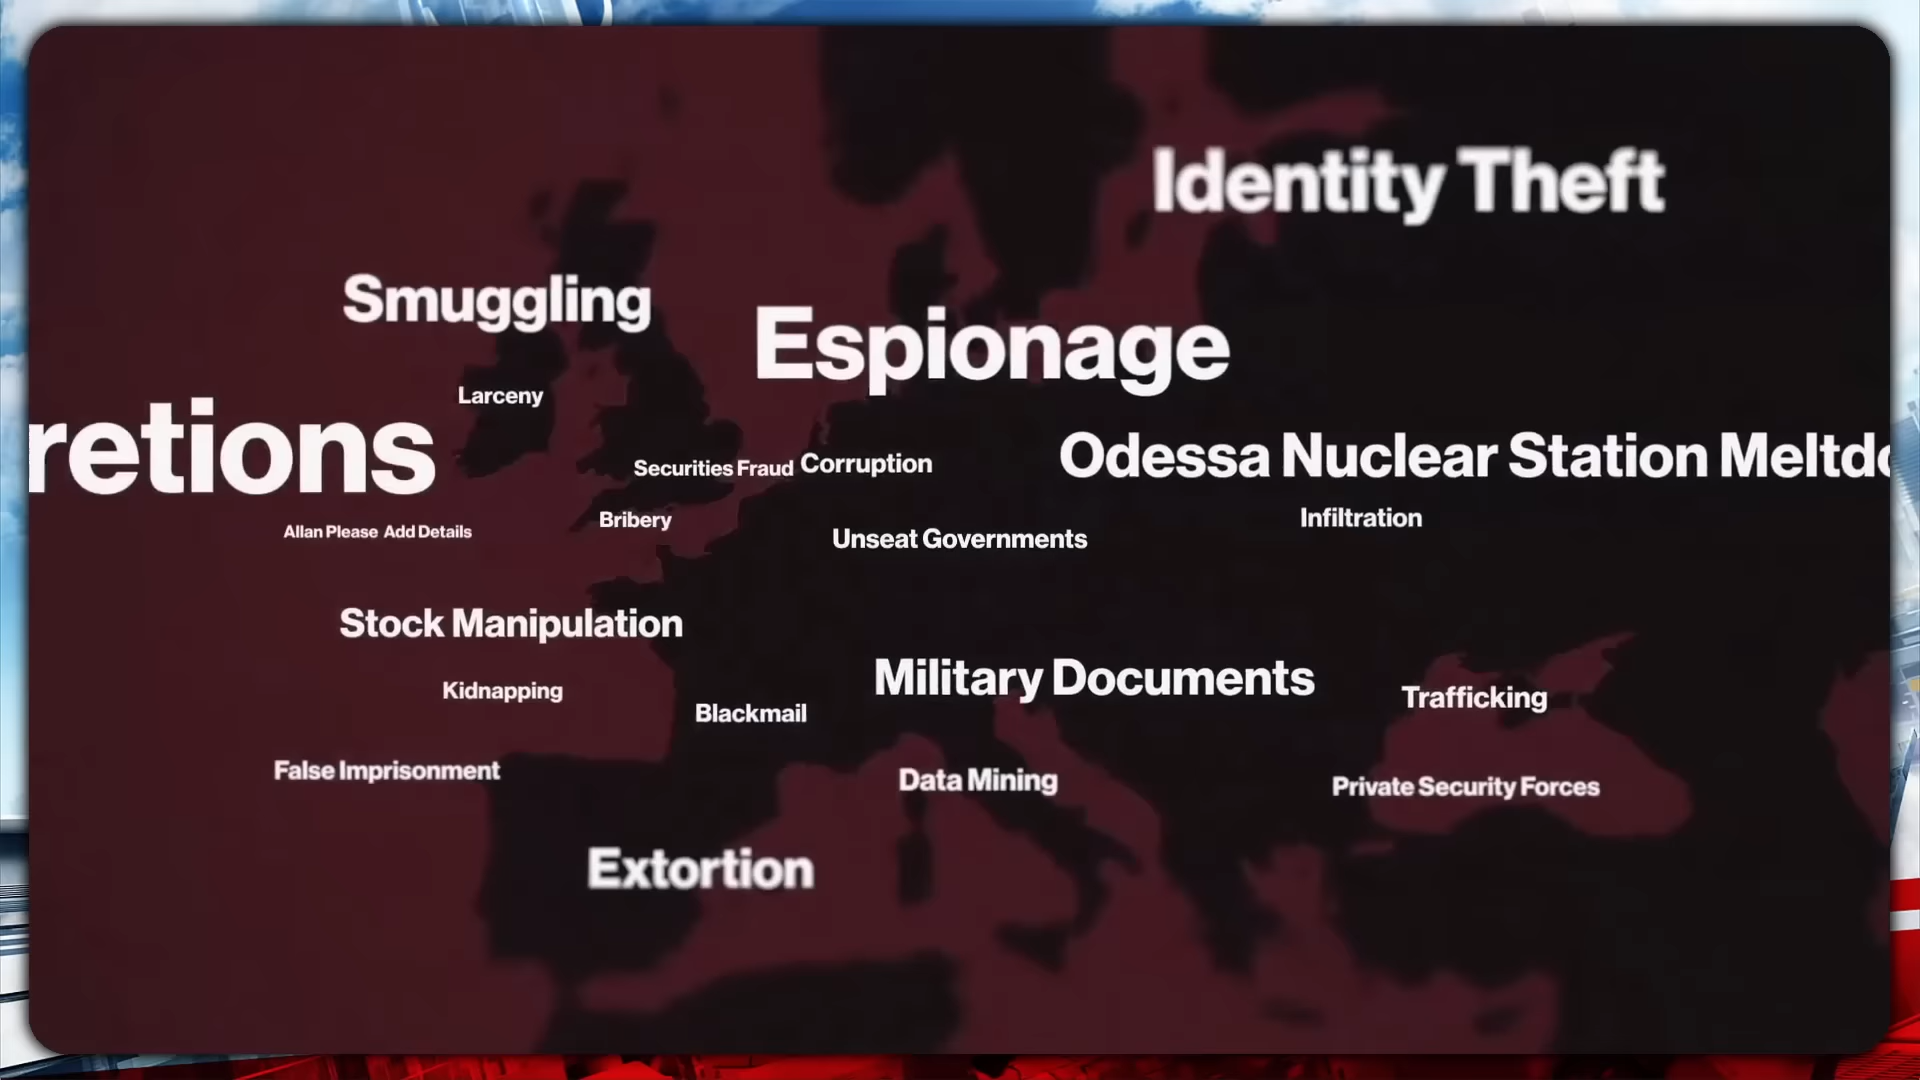 Identity Theft
Smuggling
Espionage
Larceny
retions
Securities Fraud
Corruption
Odessa Nuclear Station Meltdo
Infiltration
Allan Please Add Details
Bribery
Unseat Governments
Stock Manipulation
Military Documents
Kidnapping
Trafficking
Blackmail
False Imprisonment
Data Mining
Private Security Forces
Extortion